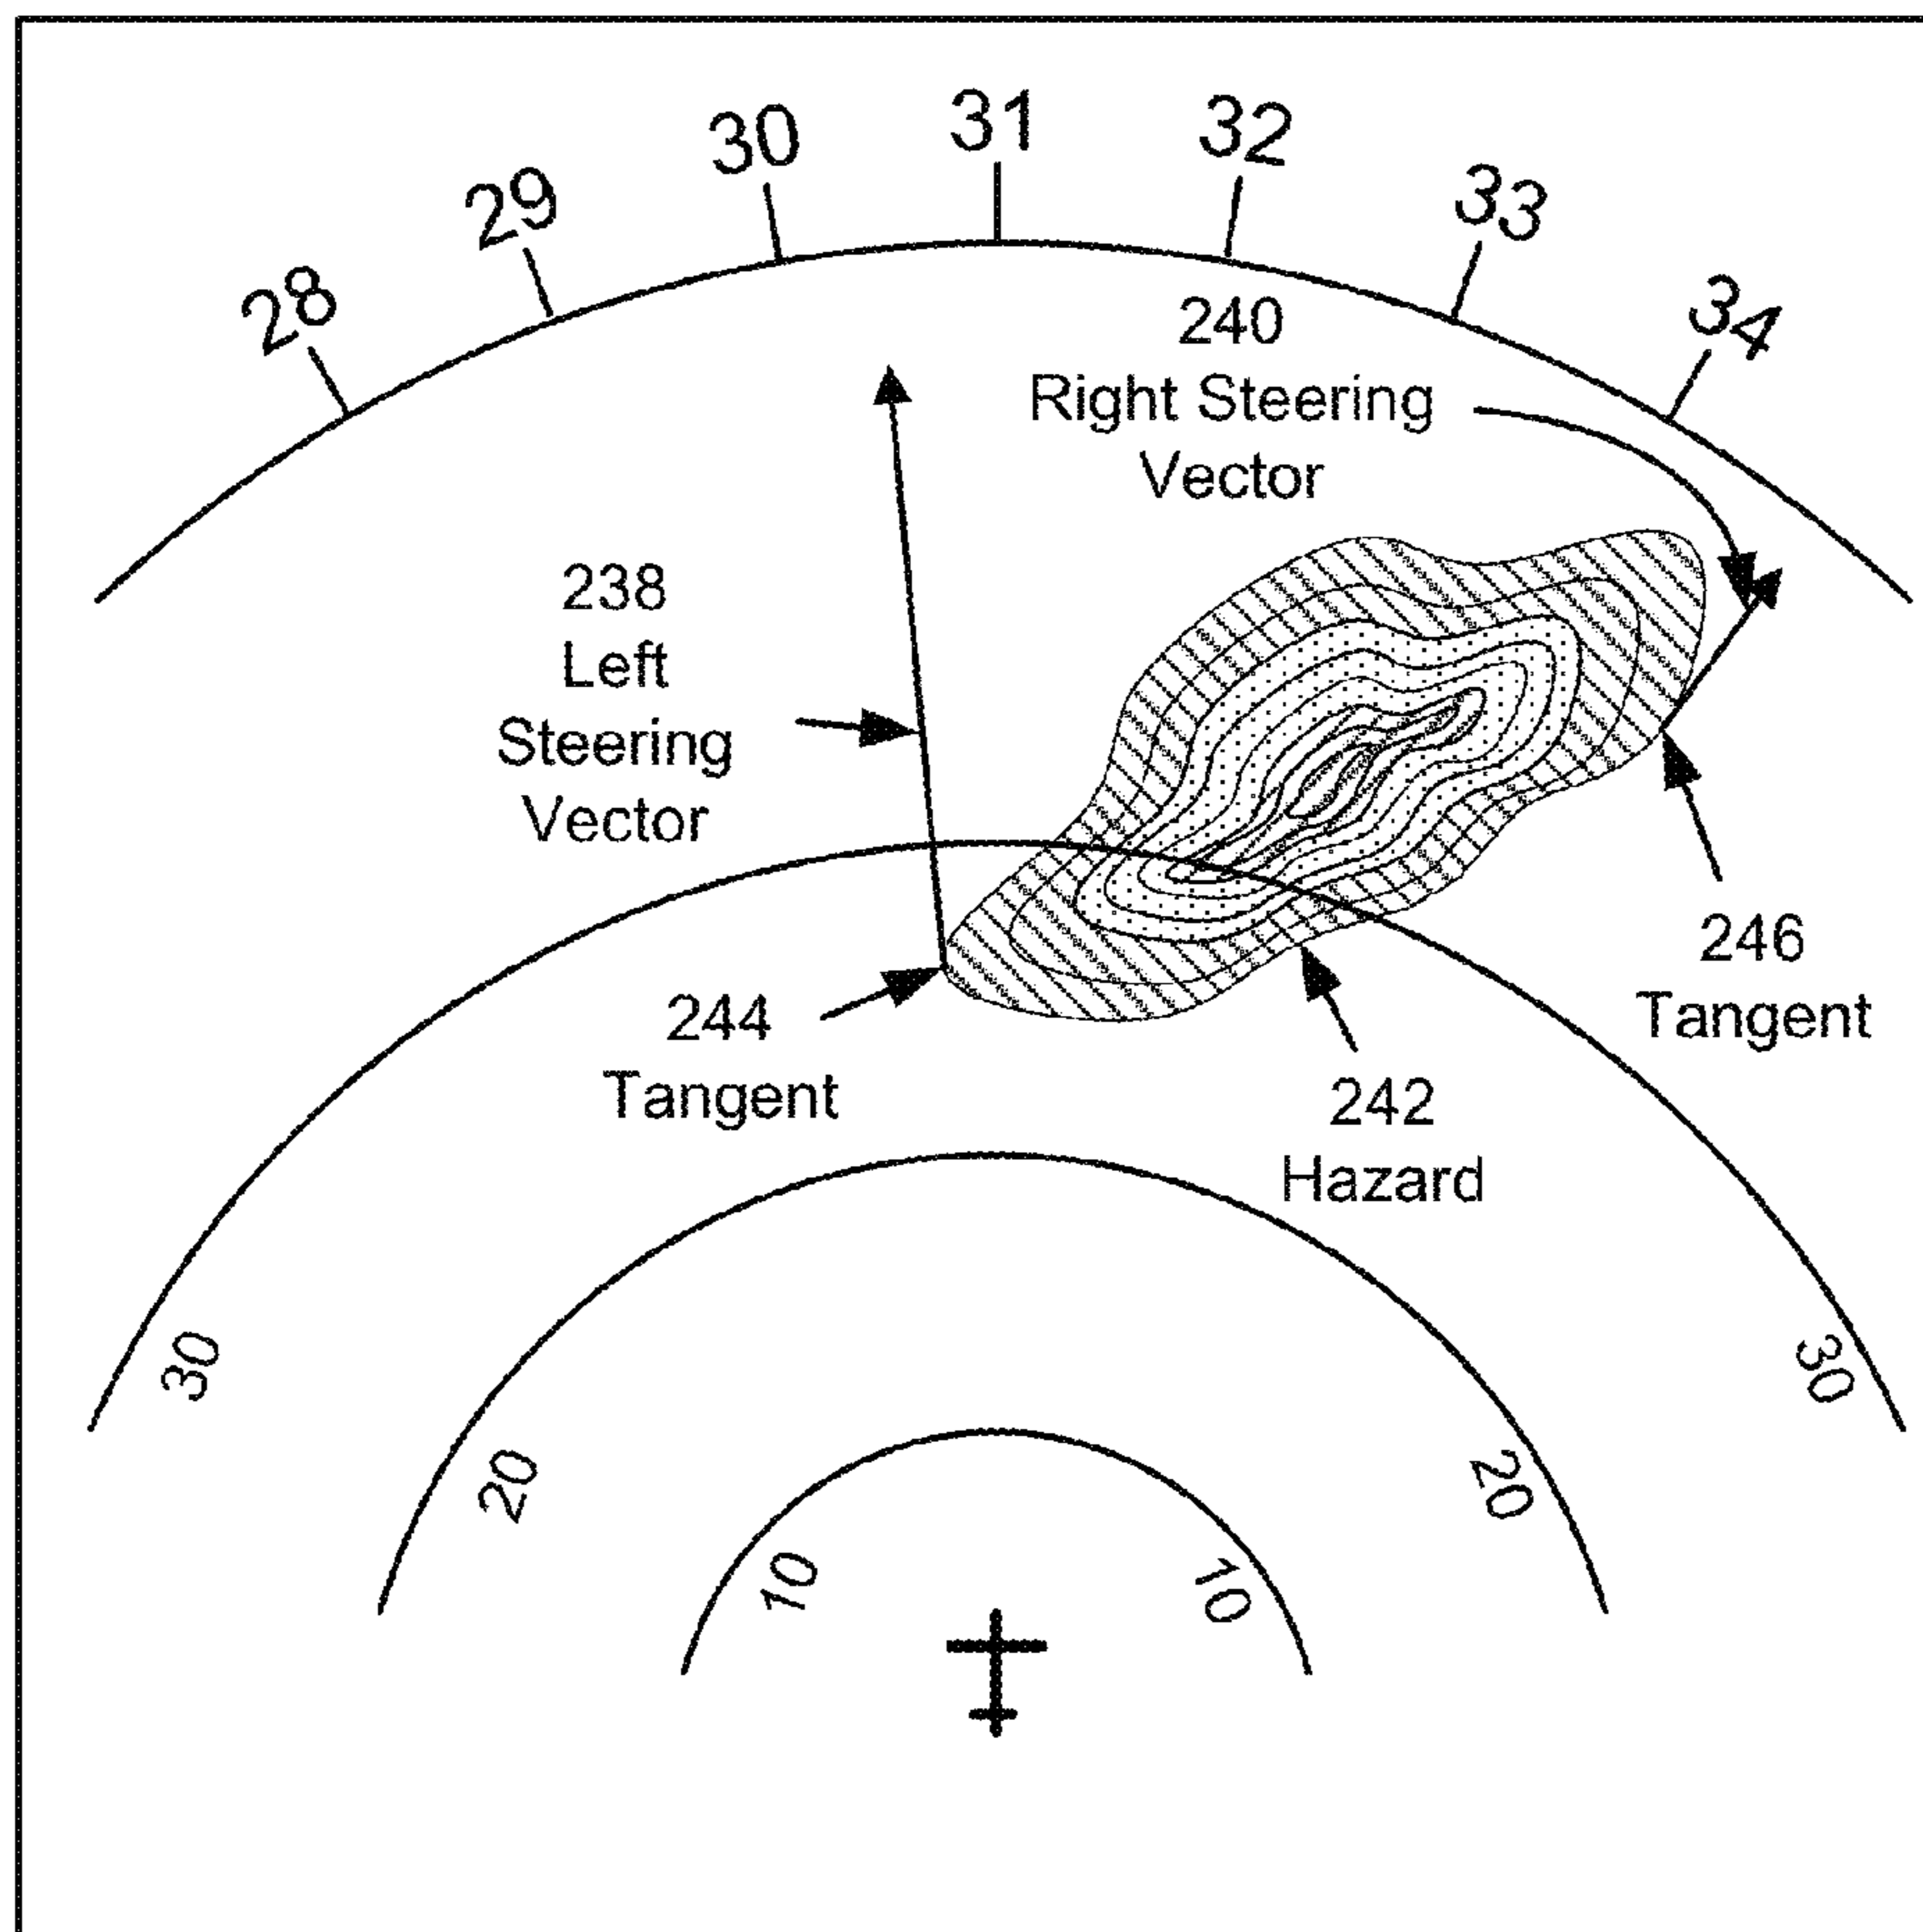 28
29
30
31
32
33
34
240
Right Steering
Vector
238
Left
Steering
Vector
244
Tangent
246
Tangent
242
Hazard
30
30
20
20
10
10